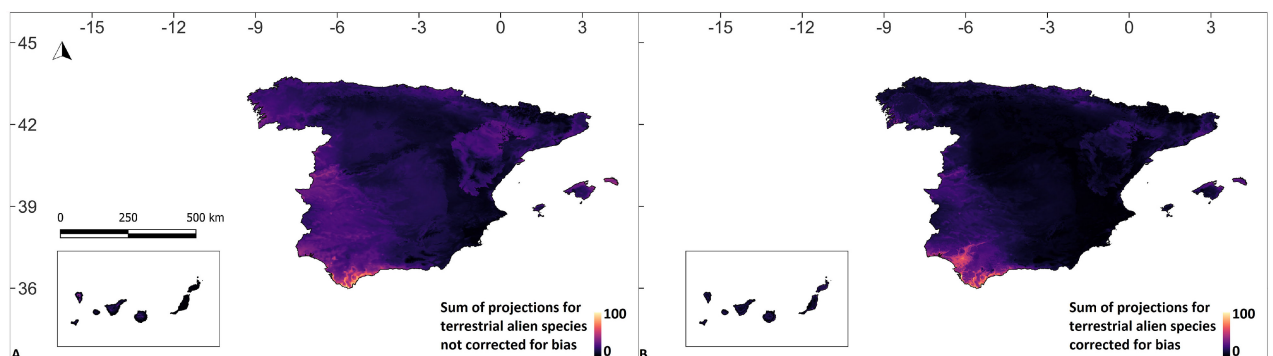 -15 -12 -9 -6 -3 0 3
-15 -12 -9 -6 -3 0 3
45
42
39
36
0 250 500 km
Sum of projections for
terrestrial alien species
not corrected for bias
100
0
A
Sum of projections for
terrestrial alien species
corrected for bias
100
0
B